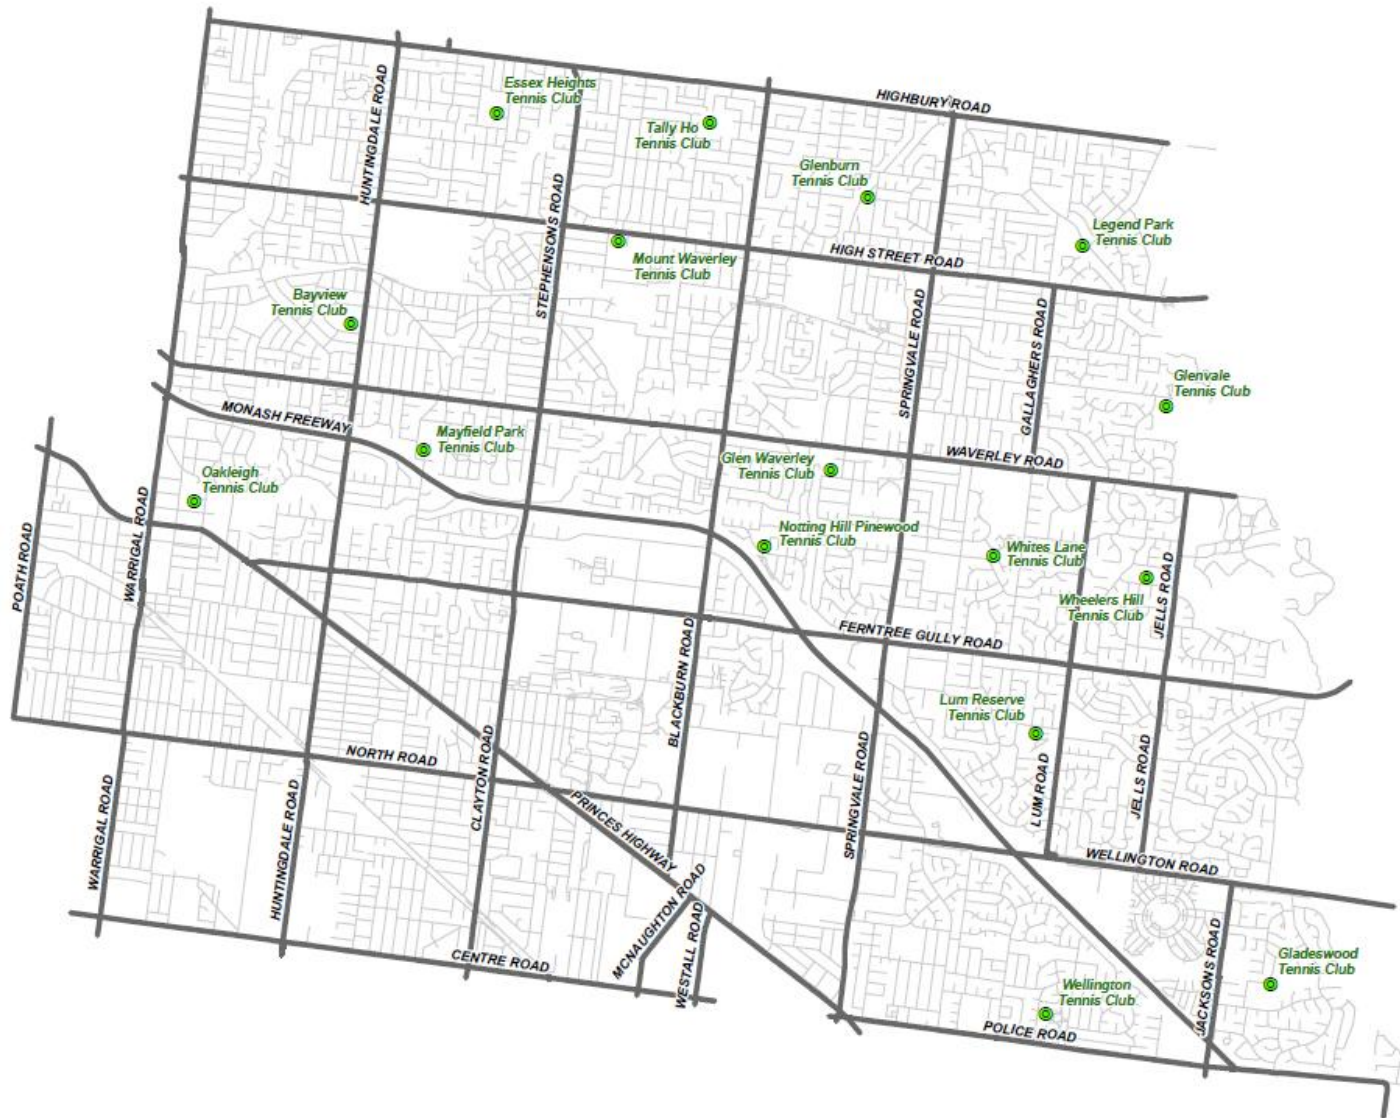 HIGHBURY ROAD
HUNTINGDALE ROAD
Essex Heights
Tennis Club
Tally Ho
Tennis Club
Glenburn
Tennis Club
STEPHENSONS ROAD
Legend Park
Tennis Club
HIGH STREET ROAD
Mount Waverley
Tennis Club
Bayview
Tennis Club
SPRINGVALE ROAD
GALLAGHERS ROAD
Glenvale
Tennis Club
MONASH FREEWAY
Mayfield Park
Tennis Club
WAVERLEY ROAD
Glen Waverley
Tennis Club
Oakleigh
Tennis Club
POATH ROAD
WARRIGAL ROAD
Notting Hill Pinewood
Tennis Club
Whites Lane
Tennis Club
Wheelers Hill
Tennis Club
JELLS ROAD
FERNTREE GULLY ROAD
BLACKBURN ROAD
Lum Reserve
Tennis Club
NORTH ROAD
CLAYTON ROAD
SPRINGVALE ROAD
LUM ROAD
JELLS ROAD
WARRIGAL ROAD
HUNTINGDALE ROAD
PRINCES HIGHWAY
WELLINGTON ROAD
MCNAUGHTON ROAD
WESTALL ROAD
CENTRE ROAD
JACKSONS ROAD
Gladeswood
Tennis Club
Wellington
Tennis Club
POLICE ROAD